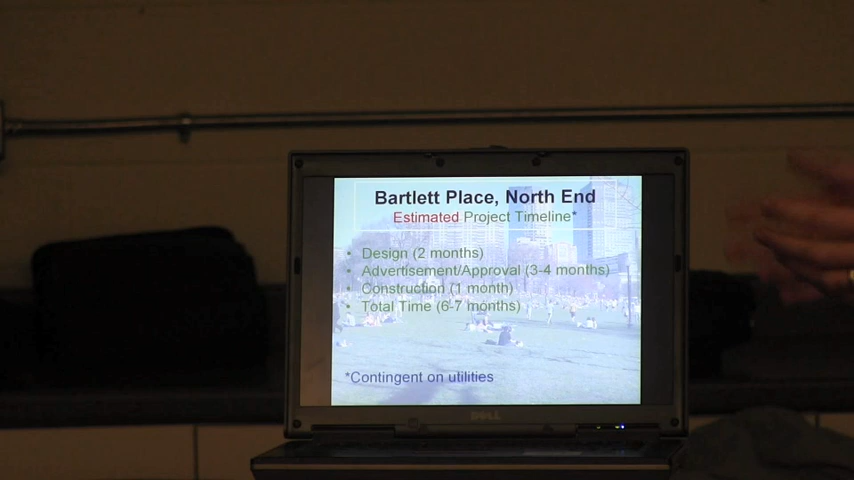 Bartlett Place, North End
Estimated Project Timeline*
• Design (2 months)
• Advertisement/Approval (3-4 months)
• Construction (1 month)
• Total Time (6-7 months)
*Contingent on utilities
DELL